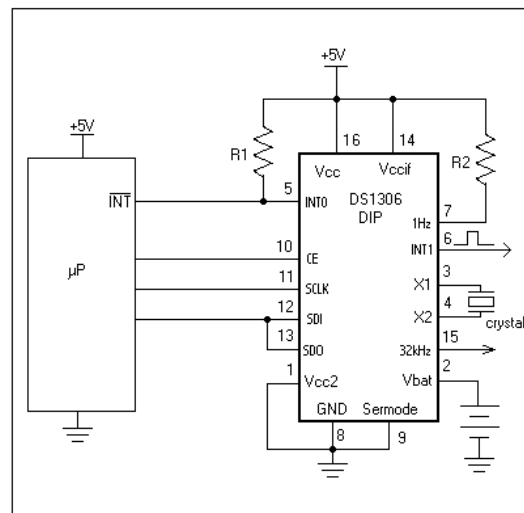 +5V
+5V
16
14
R1
R2
Vcc
Vccif
INT
5
INT0
DS1306
DIP
7
1Hz
6
INT1
μP
10
CE
3
X1
11
SCLK
4
X2
crystal
12
SDI
13
SDO
15
32kHz
1
Vcc2
2
Vbat
GND
Sermode
8
9